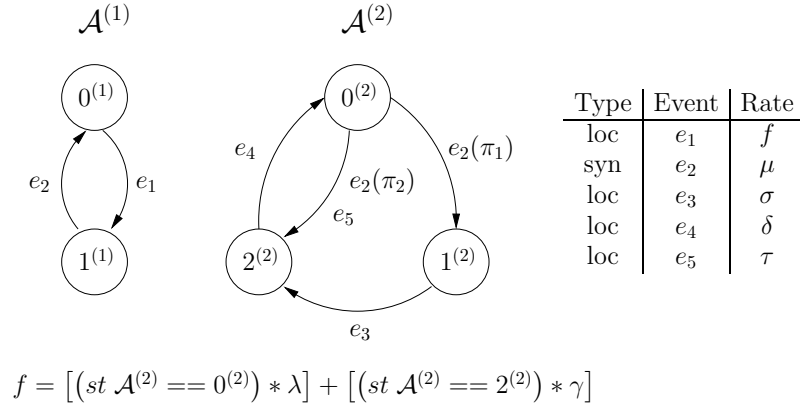 𝒜⁽¹⁾ 𝒜⁽²⁾
0⁽¹⁾ 0⁽²⁾
Type Event Rate
loc e₁ f
syn e₂ μ
loc e₃ σ
loc e₄ δ
loc e₅ τ
e₂ e₁ e₄ e₂(π₂) e₂(π₁)
e₅
1⁽¹⁾ 2⁽²⁾ 1⁽²⁾
e₃
f = [(st 𝒜⁽²⁾ == 0⁽²⁾) * λ] + [(st 𝒜⁽²⁾ == 2⁽²⁾) * γ]